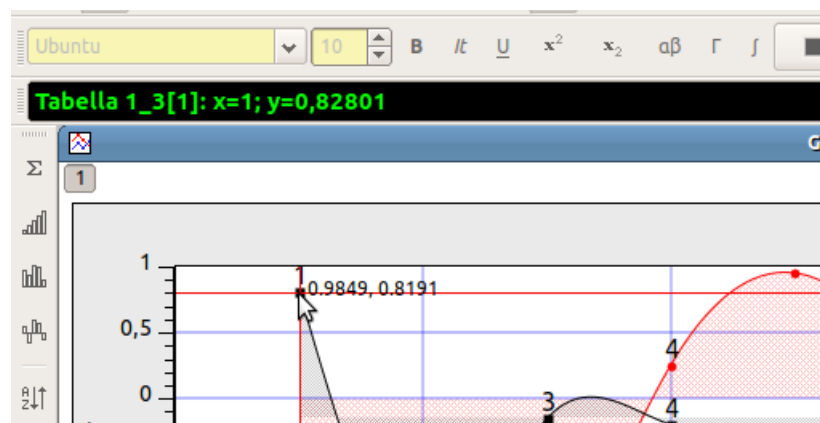 Ubuntu 10 B It U x² x₂ αβ Γ ∫
Tabella 1_3[1]: x=1; y=0,82801
Σ
G
1
1
1
0.9849, 0.8191
0,5
4
0
3
4
A
Z